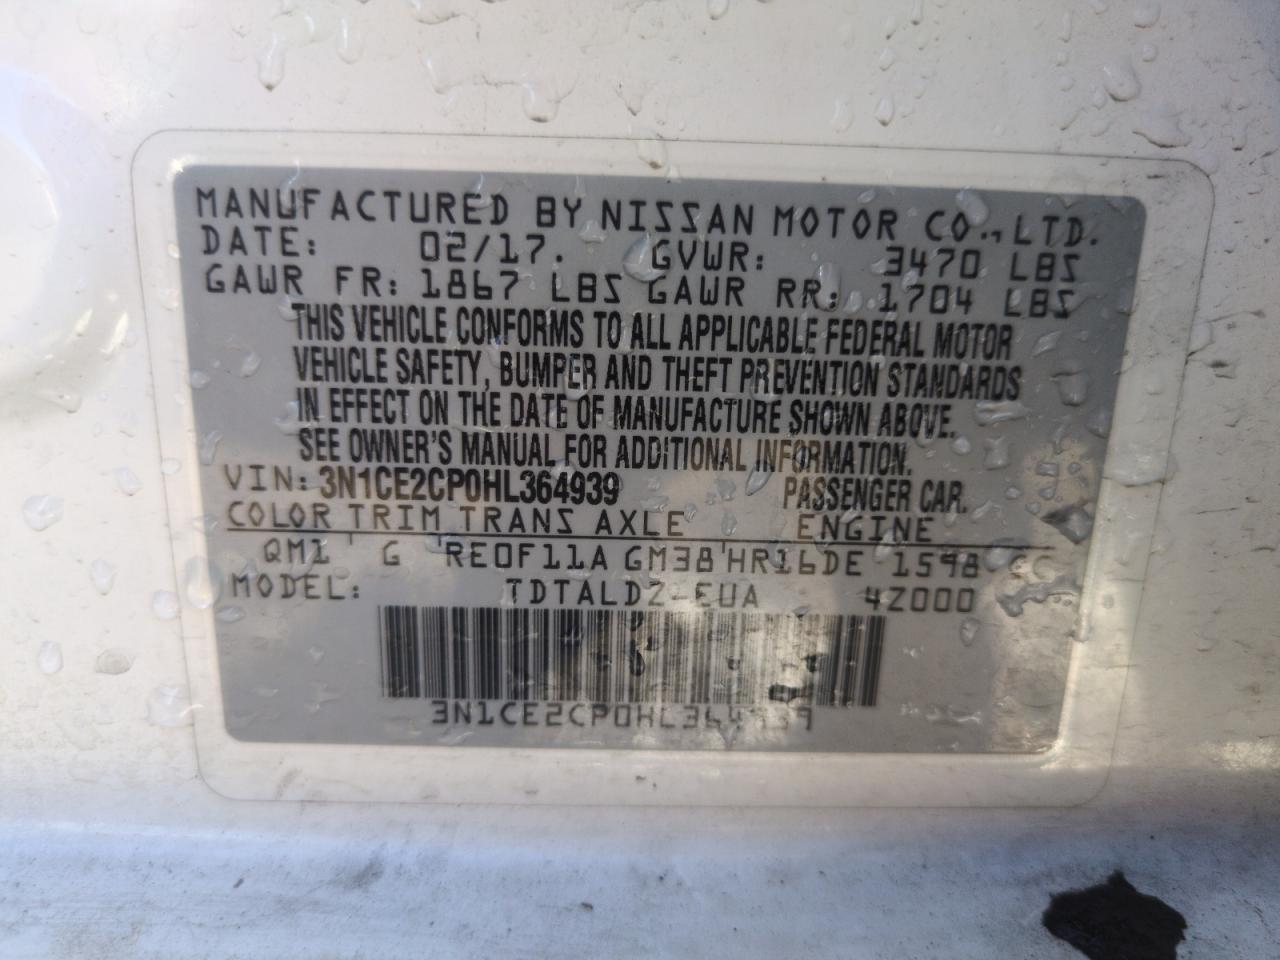 MANUFACTURED BY NISSAN MOTOR CO., LTD.
DATE: 02/17. GVWR: 3470 LBS
GAWR FR: 1867 LBS GAWR RR: 1704 LBS
THIS VEHICLE CONFORMS TO ALL APPLICABLE FEDERAL MOTOR
VEHICLE SAFETY, BUMPER AND THEFT PREVENTION STANDARDS
IN EFFECT ON THE DATE OF MANUFACTURE SHOWN ABOVE.
SEE OWNER'S MANUAL FOR ADDITIONAL INFORMATION.
VIN: 3N1CE2CP0HL364939 PASSENGER CAR.
COLOR TRIM TRANS AXLE ENGINE
QM1 ' G ' RE0F11A GM38 ' HR16DE 1598
MODEL: TDTALDZ-EUA 4Z000
3N1CE2CP0HL364939